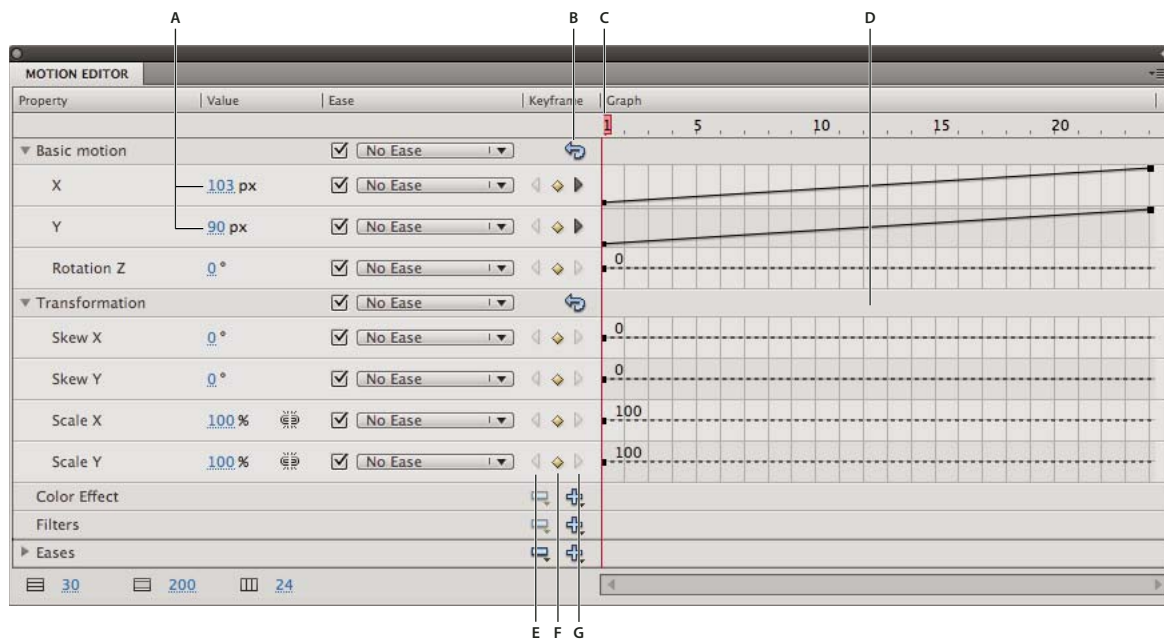 A B C D
MOTION EDITOR
Property Value Ease Keyframe Graph
1 5 10 15 20
Basic motion No Ease
X 103 px No Ease
Y 90 px No Ease
Rotation Z 0° No Ease 0
Transformation No Ease
Skew X 0° No Ease 0
Skew Y 0° No Ease 0
Scale X 100 % No Ease 100
Scale Y 100 % No Ease 100
Color Effect
Filters
Eases
30 200 24
E F G